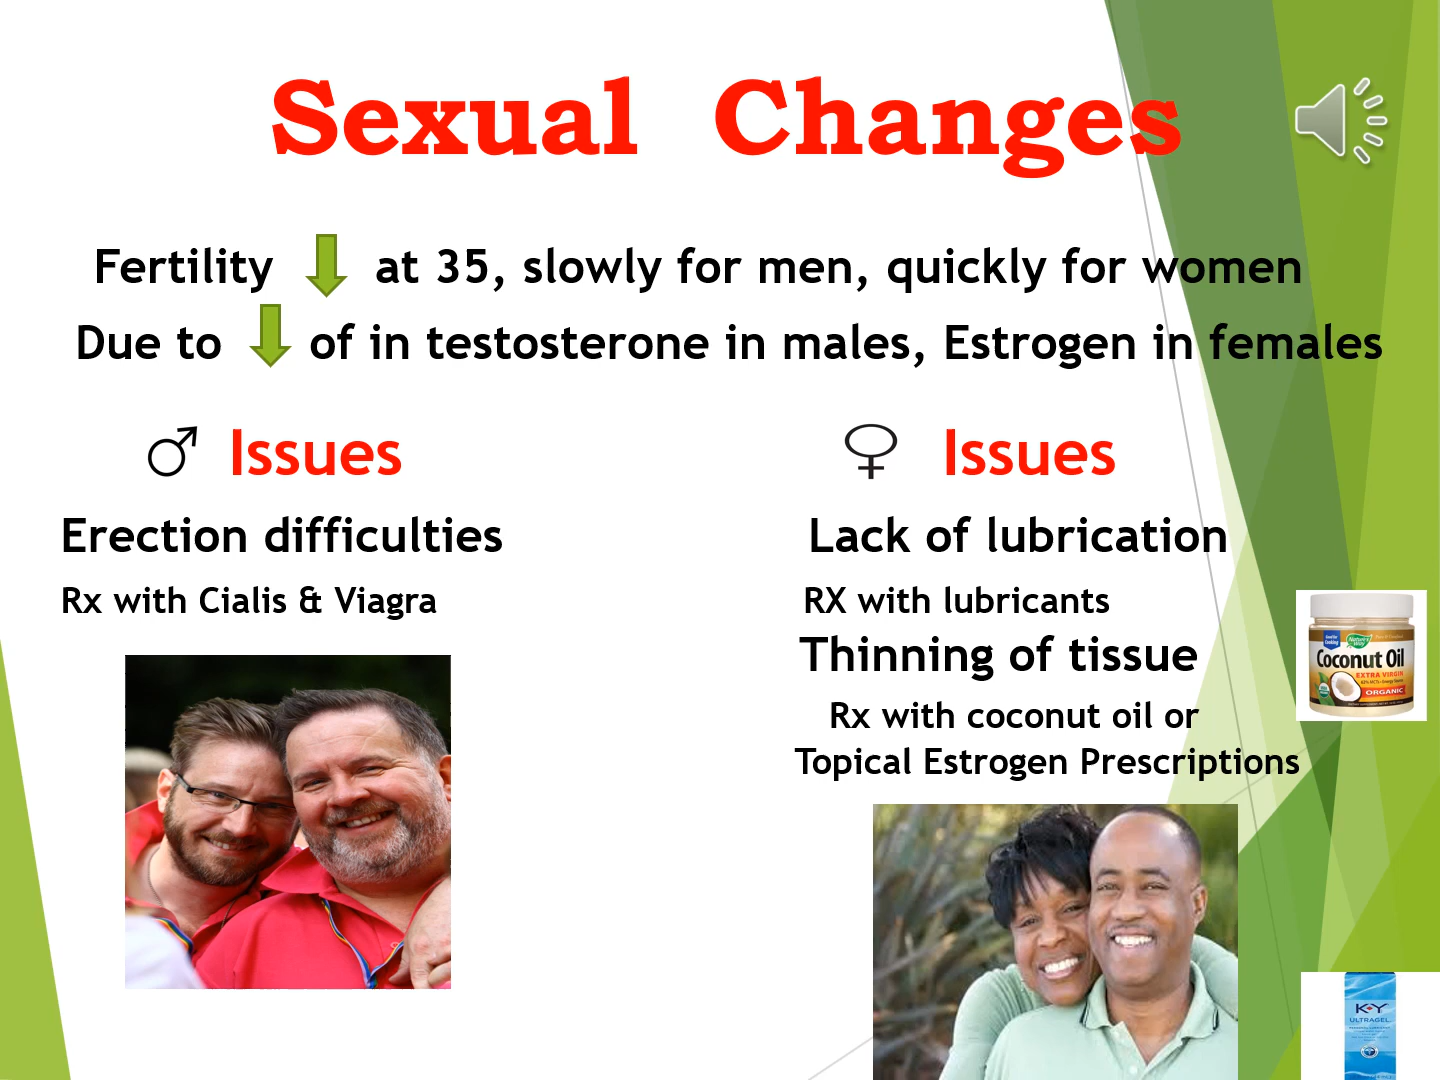 Sexual Changes
Fertility at 35, slowly for men, quickly for women
Due to of in testosterone in males, Estrogen in females
♂ Issues
Erection difficulties
Rx with Cialis & Viagra
♀ Issues
Lack of lubrication
RX with lubricants
Thinning of tissue
Rx with coconut oil or
Topical Estrogen Prescriptions
Nature's
Way
Coconut Oil
EXTRA VIRGIN
ORGANIC
K-Y
ULTRAGEL